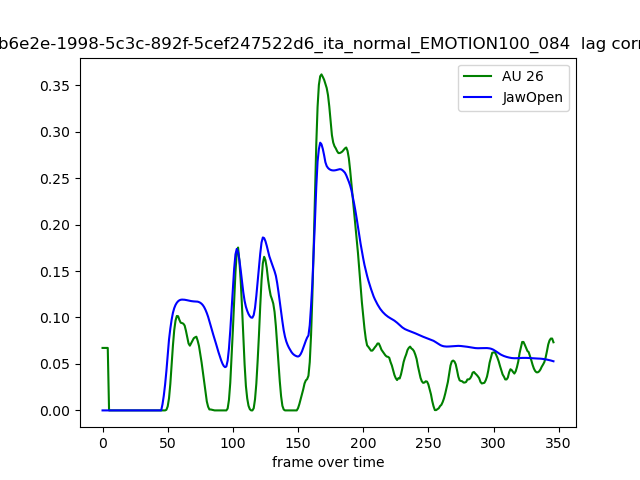 b6e2e-1998-5c3c-892f-5cef247522d6_ita_normal_EMOTION100_084 lag corr
AU 26
JawOpen
0.35
0.30
0.25
0.20
0.15
0.10
0.05
0.00
0 50 100 150 200 250 300 350
frame over time